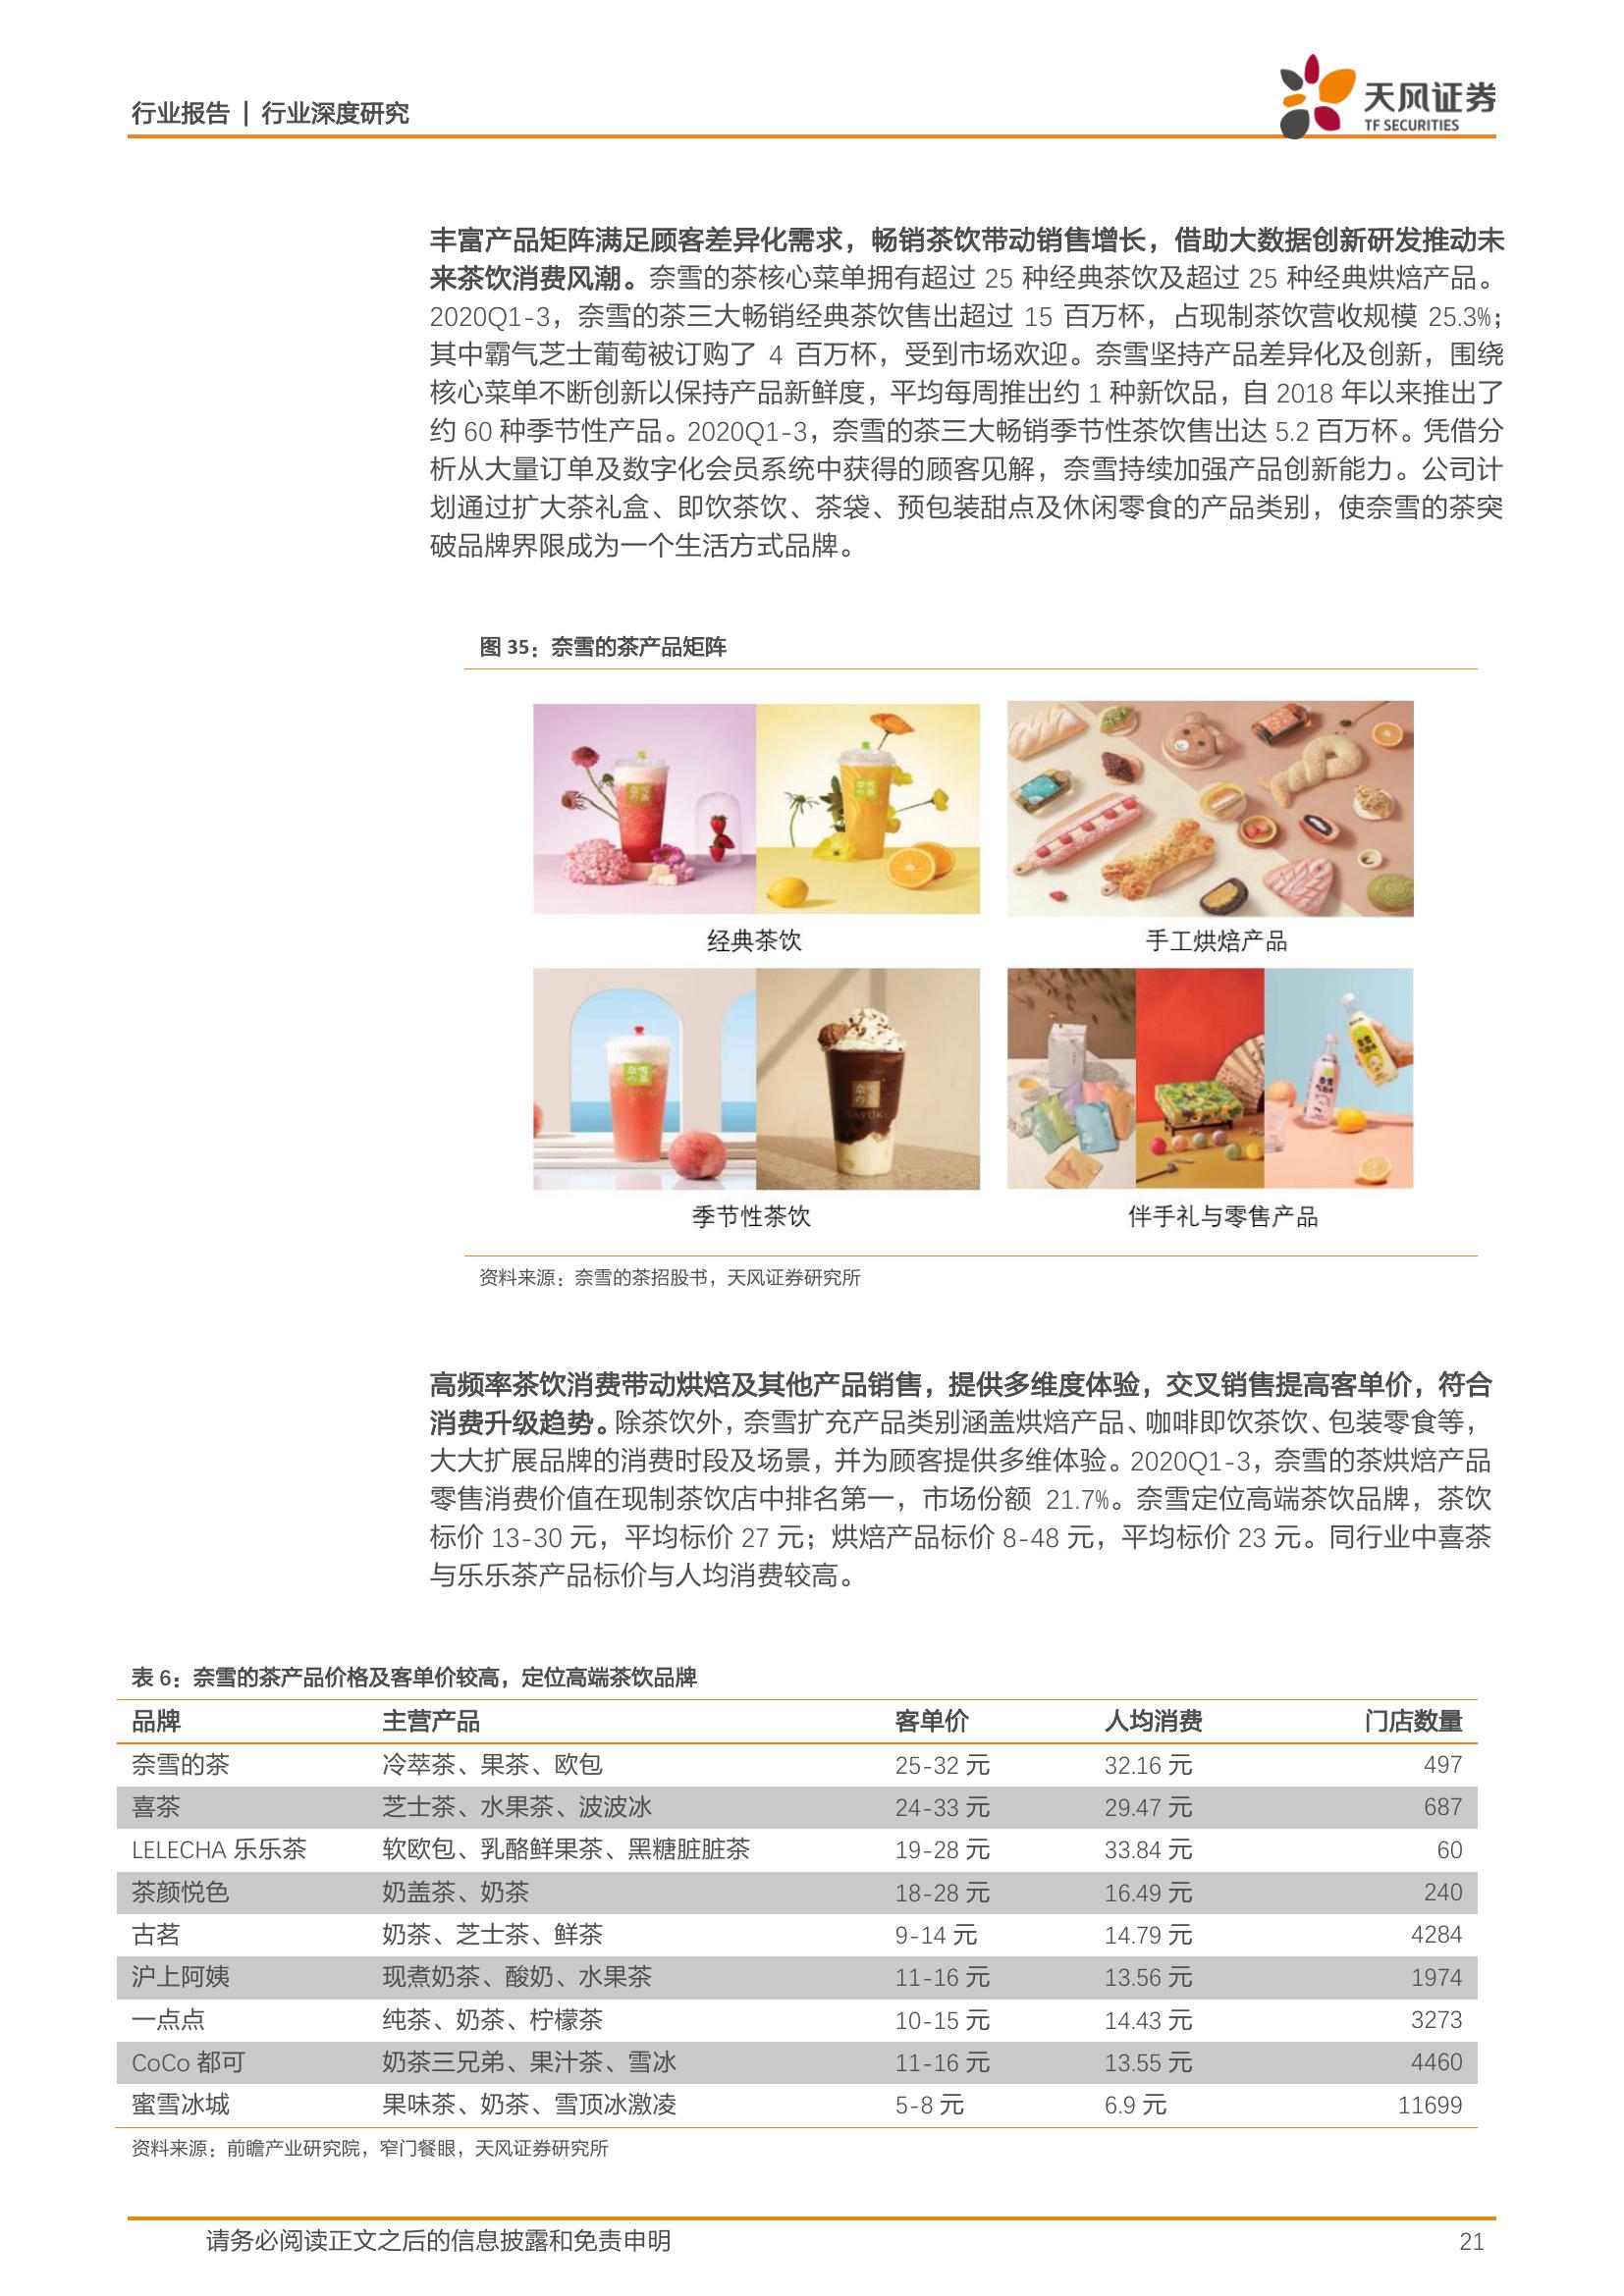 行业报告 | 行业深度研究
天风证券
TF SECURITIES
丰富产品矩阵满足顾客差异化需求，畅销茶饮带动销售增长，借助大数据创新研发推动未
来茶饮消费风潮。奈雪的茶核心菜单拥有超过 25 种经典茶饮及超过 25 种经典烘焙产品。
2020Q1-3，奈雪的茶三大畅销经典茶饮售出超过 15 百万杯，占现制茶饮营收规模 25.3%；
其中霸气芝士葡萄被订购了 4 百万杯，受到市场欢迎。奈雪坚持产品差异化及创新，围绕
核心菜单不断创新以保持产品新鲜度，平均每周推出约 1 种新饮品，自 2018 年以来推出了
约 60 种季节性产品。2020Q1-3，奈雪的茶三大畅销季节性茶饮售出达 5.2 百万杯。凭借分
析从大量订单及数字化会员系统中获得的顾客见解，奈雪持续加强产品创新能力。公司计
划通过扩大茶礼盒、即饮茶饮、茶袋、预包装甜点及休闲零食的产品类别，使奈雪的茶突
破品牌界限成为一个生活方式品牌。
图 35：奈雪的茶产品矩阵
奈雪の茶
奈雪の茶
经典茶饮
手工烘焙产品
奈雪の茶
NAYUKI
奈雪の茶
NAYUKI
季节性茶饮
伴手礼与零售产品
资料来源：奈雪的茶招股书，天风证券研究所
高频率茶饮消费带动烘焙及其他产品销售，提供多维度体验，交叉销售提高客单价，符合
消费升级趋势。除茶饮外，奈雪扩充产品类别涵盖烘焙产品、咖啡即饮茶饮、包装零食等，
大大扩展品牌的消费时段及场景，并为顾客提供多维体验。2020Q1-3，奈雪的茶烘焙产品
零售消费价值在现制茶饮店中排名第一，市场份额 21.7%。奈雪定位高端茶饮品牌，茶饮
标价 13-30 元，平均标价 27 元；烘焙产品标价 8-48 元，平均标价 23 元。同行业中喜茶
与乐乐茶产品标价与人均消费较高。
表 6：奈雪的茶产品价格及客单价较高，定位高端茶饮品牌
品牌 主营产品 客单价 人均消费 门店数量
奈雪的茶 冷萃茶、果茶、欧包 25-32 元 32.16 元 497
喜茶 芝士茶、水果茶、波波冰 24-33 元 29.47 元 687
LELECHA 乐乐茶 软欧包、乳酪鲜果茶、黑糖脏脏茶 19-28 元 33.84 元 60
茶颜悦色 奶盖茶、奶茶 18-28 元 16.49 元 240
古茗 奶茶、芝士茶、鲜茶 9-14 元 14.79 元 4284
沪上阿姨 现煮奶茶、酸奶、水果茶 11-16 元 13.56 元 1974
一点点 纯茶、奶茶、柠檬茶 10-15 元 14.43 元 3273
CoCo 都可 奶茶三兄弟、果汁茶、雪冰 11-16 元 13.55 元 4460
蜜雪冰城 果味茶、奶茶、雪顶冰激凌 5-8 元 6.9 元 11699
资料来源：前瞻产业研究院，窄门餐眼，天风证券研究所
请务必阅读正文之后的信息披露和免责申明
21